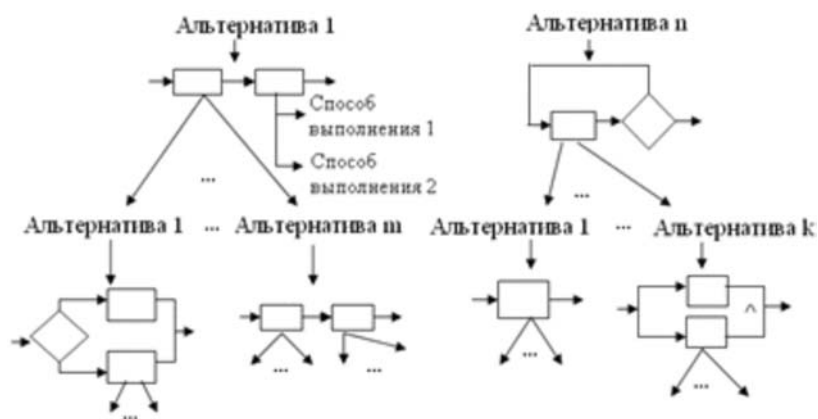 Альтернатива 1
Альтернатива n
Способ
выполнения 1
Способ
выполнения 2
...
...
Альтернатива 1 ... Альтернатива m
Альтернатива 1 ... Альтернатива k
^
...
...
...
...
...